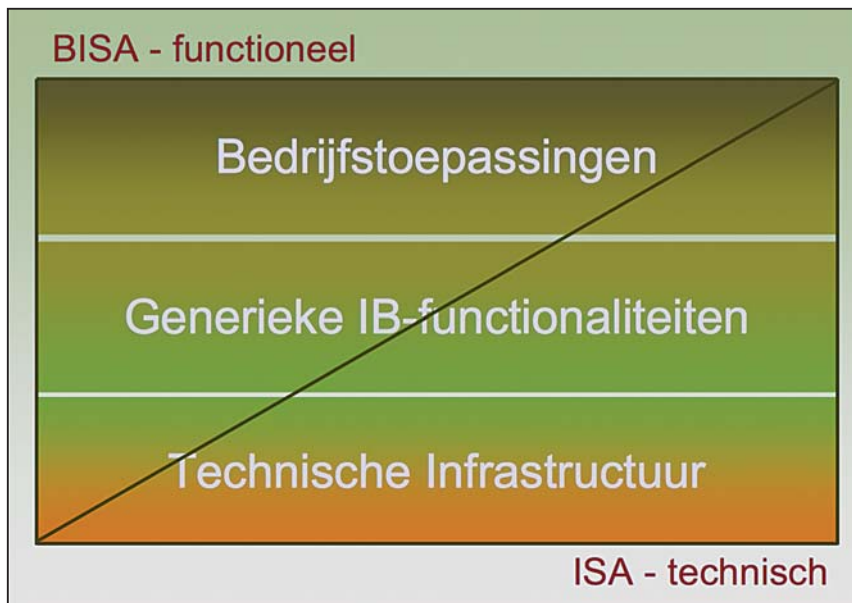 BISA - functioneel
Bedrijfstoepassingen
Generieke IB-functionaliteiten
Technische Infrastructuur
ISA - technisch